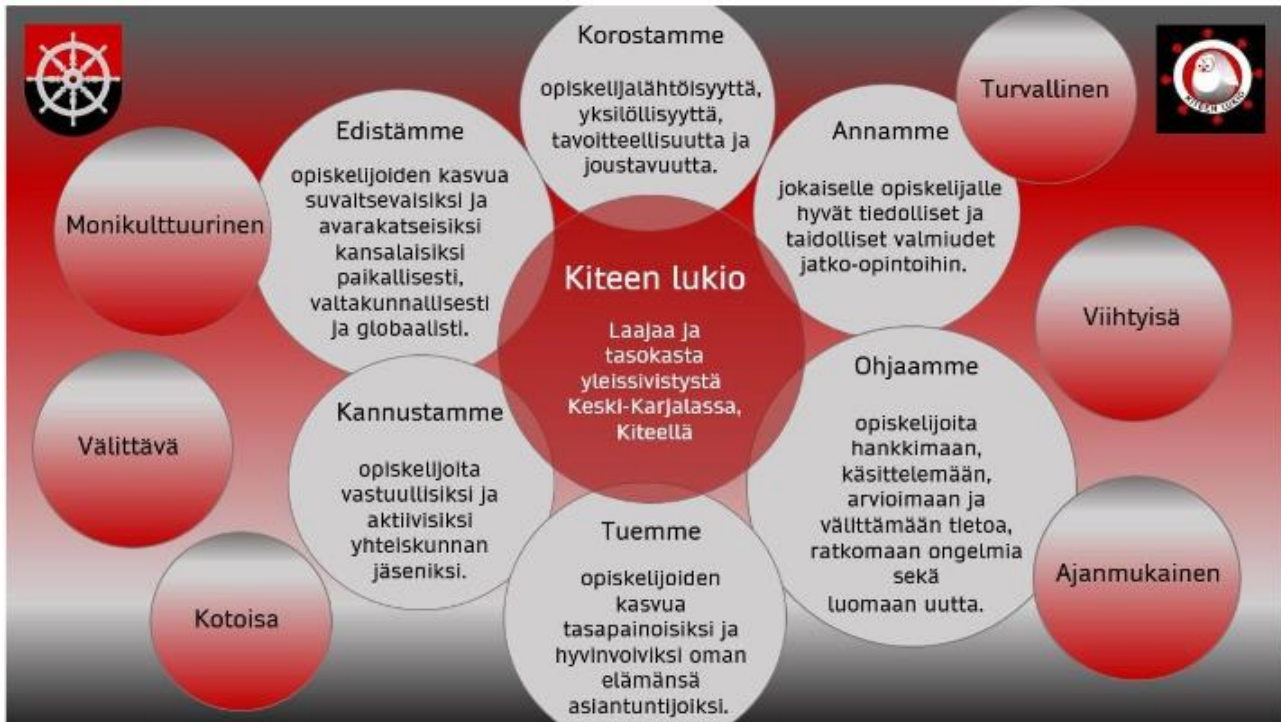 Korostamme
opiskelijalähtöisyyttä,
yksilöllisyyttä,
tavoitteellisuutta ja
joustavuutta.
Turvallinen
KITEEN LUKIO
Edistämme
opiskelijoiden kasvua
suvaitsevaisiksi ja
avarakatseisiksi
kansalaisiksi
paikallisesti,
valtakunnallisesti
ja globaalisti.
Annamme
jokaiselle opiskelijalle
hyvät tiedolliset ja
taidolliset valmiudet
jatko-opintoihin.
Monikulttuurinen
Kiteen lukio
Laajaa ja
tasokasta
yleissivistystä
Keski-Karjalassa,
Kiteellä
Viihtyisä
Välittävä
Kannustamme
opiskelijoita
vastuullisiksi ja
aktiivisiksi
yhteiskunnan
jäseniksi.
Ohjaamme
opiskelijoita
hankkimaan,
käsittelemään,
arvioimaan ja
välittämään tietoa,
ratkomaan ongelmia
sekä
luomaan uutta.
Kotoisa
Tuemme
opiskelijoiden
kasvua
tasapainoisiksi ja
hyvinvoiviksi oman
elämänsä
asiantuntijoiksi.
Ajanmukainen